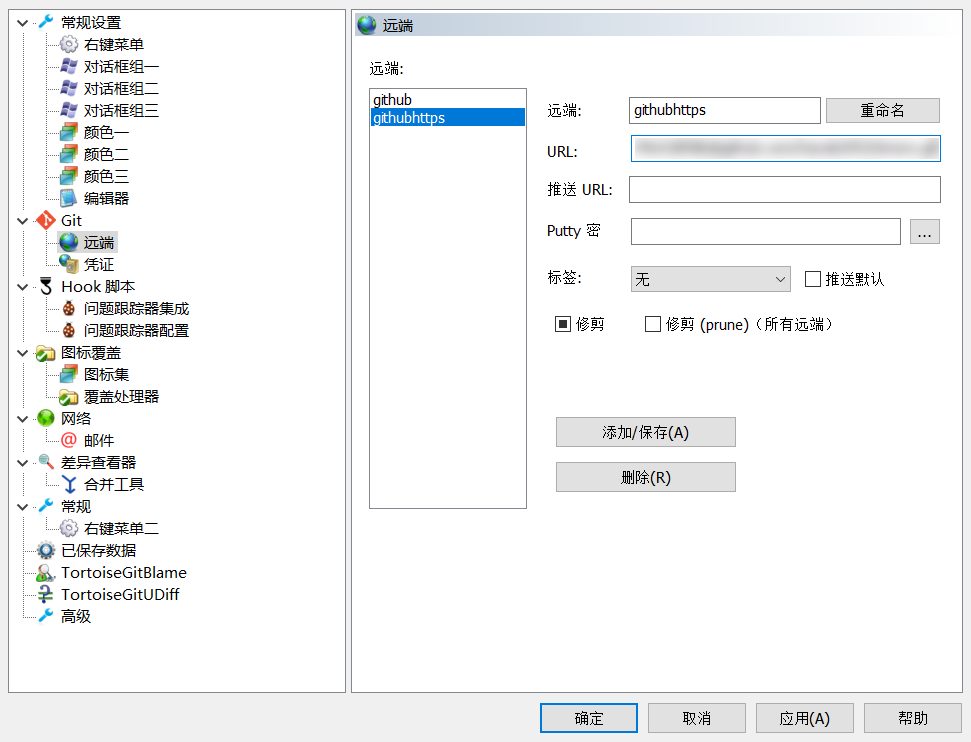 常规设置
右键菜单
对话框组一
对话框组二
对话框组三
颜色一
颜色二
颜色三
编辑器
Git
远端
凭证
Hook 脚本
问题跟踪器集成
问题跟踪器配置
图标覆盖
图标集
覆盖处理器
网络
邮件
差异查看器
合并工具
常规
右键菜单二
已保存数据
TortoiseGitBlame
TortoiseGitUDiff
高级
远端
远端:
github
githubhttps
远端: githubhttps 重命名
URL:
推送 URL:
Putty 密 ...
标签: 无 推送默认
修剪 修剪 (prune)（所有远端）
添加/保存(A)
删除(R)
确定 取消 应用(A) 帮助